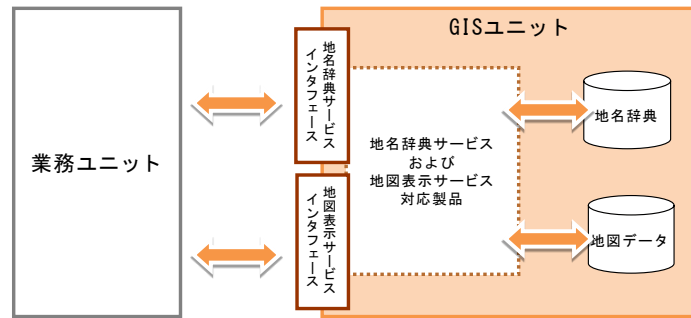 GISユニット
業務ユニット
地名辞典サービス
インタフェース
地図表示サービス
インタフェース
地名辞典サービス
および
地図表示サービス
対応製品
地名辞典
地図データ